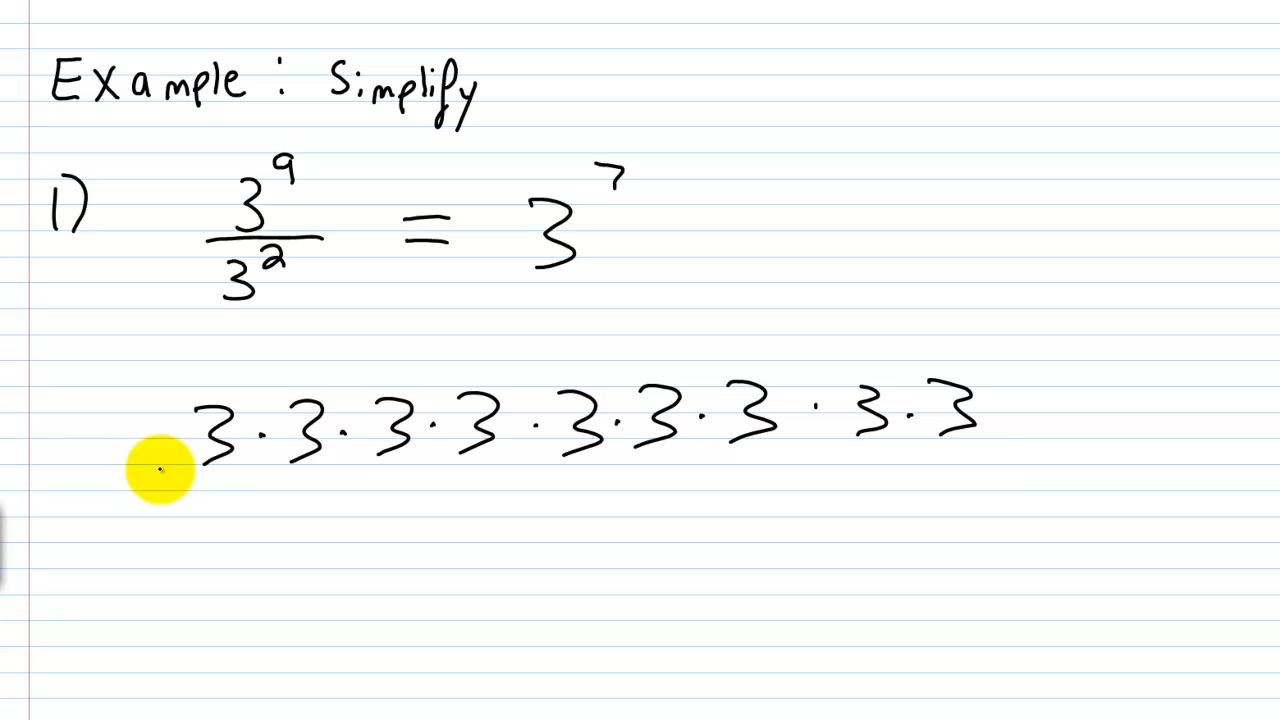 Example: Simplify
1) 3^9/3^2 = 3^7
3 · 3 · 3 · 3 · 3 · 3 · 3 · 3 · 3